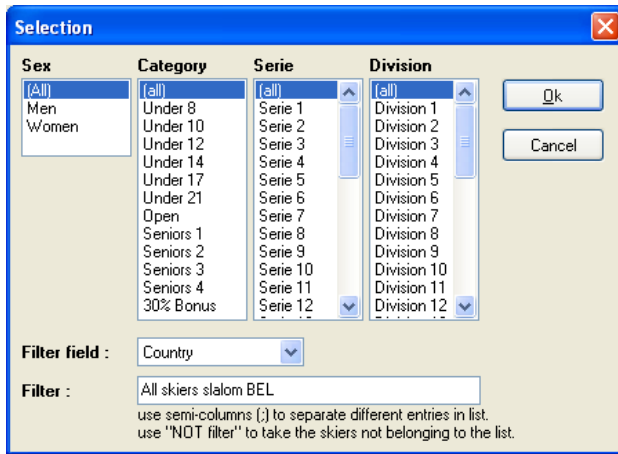 Selection
Sex
Category
Serie
Division
(All)
Men
Women
(all)
Under 8
Under 10
Under 12
Under 14
Under 17
Under 21
Open
Seniors 1
Seniors 2
Seniors 3
Seniors 4
30% Bonus
(all)
Serie 1
Serie 2
Serie 3
Serie 4
Serie 5
Serie 6
Serie 7
Serie 8
Serie 9
Serie 10
Serie 11
Serie 12
(all)
Division 1
Division 2
Division 3
Division 4
Division 5
Division 6
Division 7
Division 8
Division 9
Division 10
Division 11
Division 12
Ok
Cancel
Filter field :
Country
Filter :
All skiers slalom BEL
use semi-columns (;) to separate different entries in list.
use "NOT filter" to take the skiers not belonging to the list.